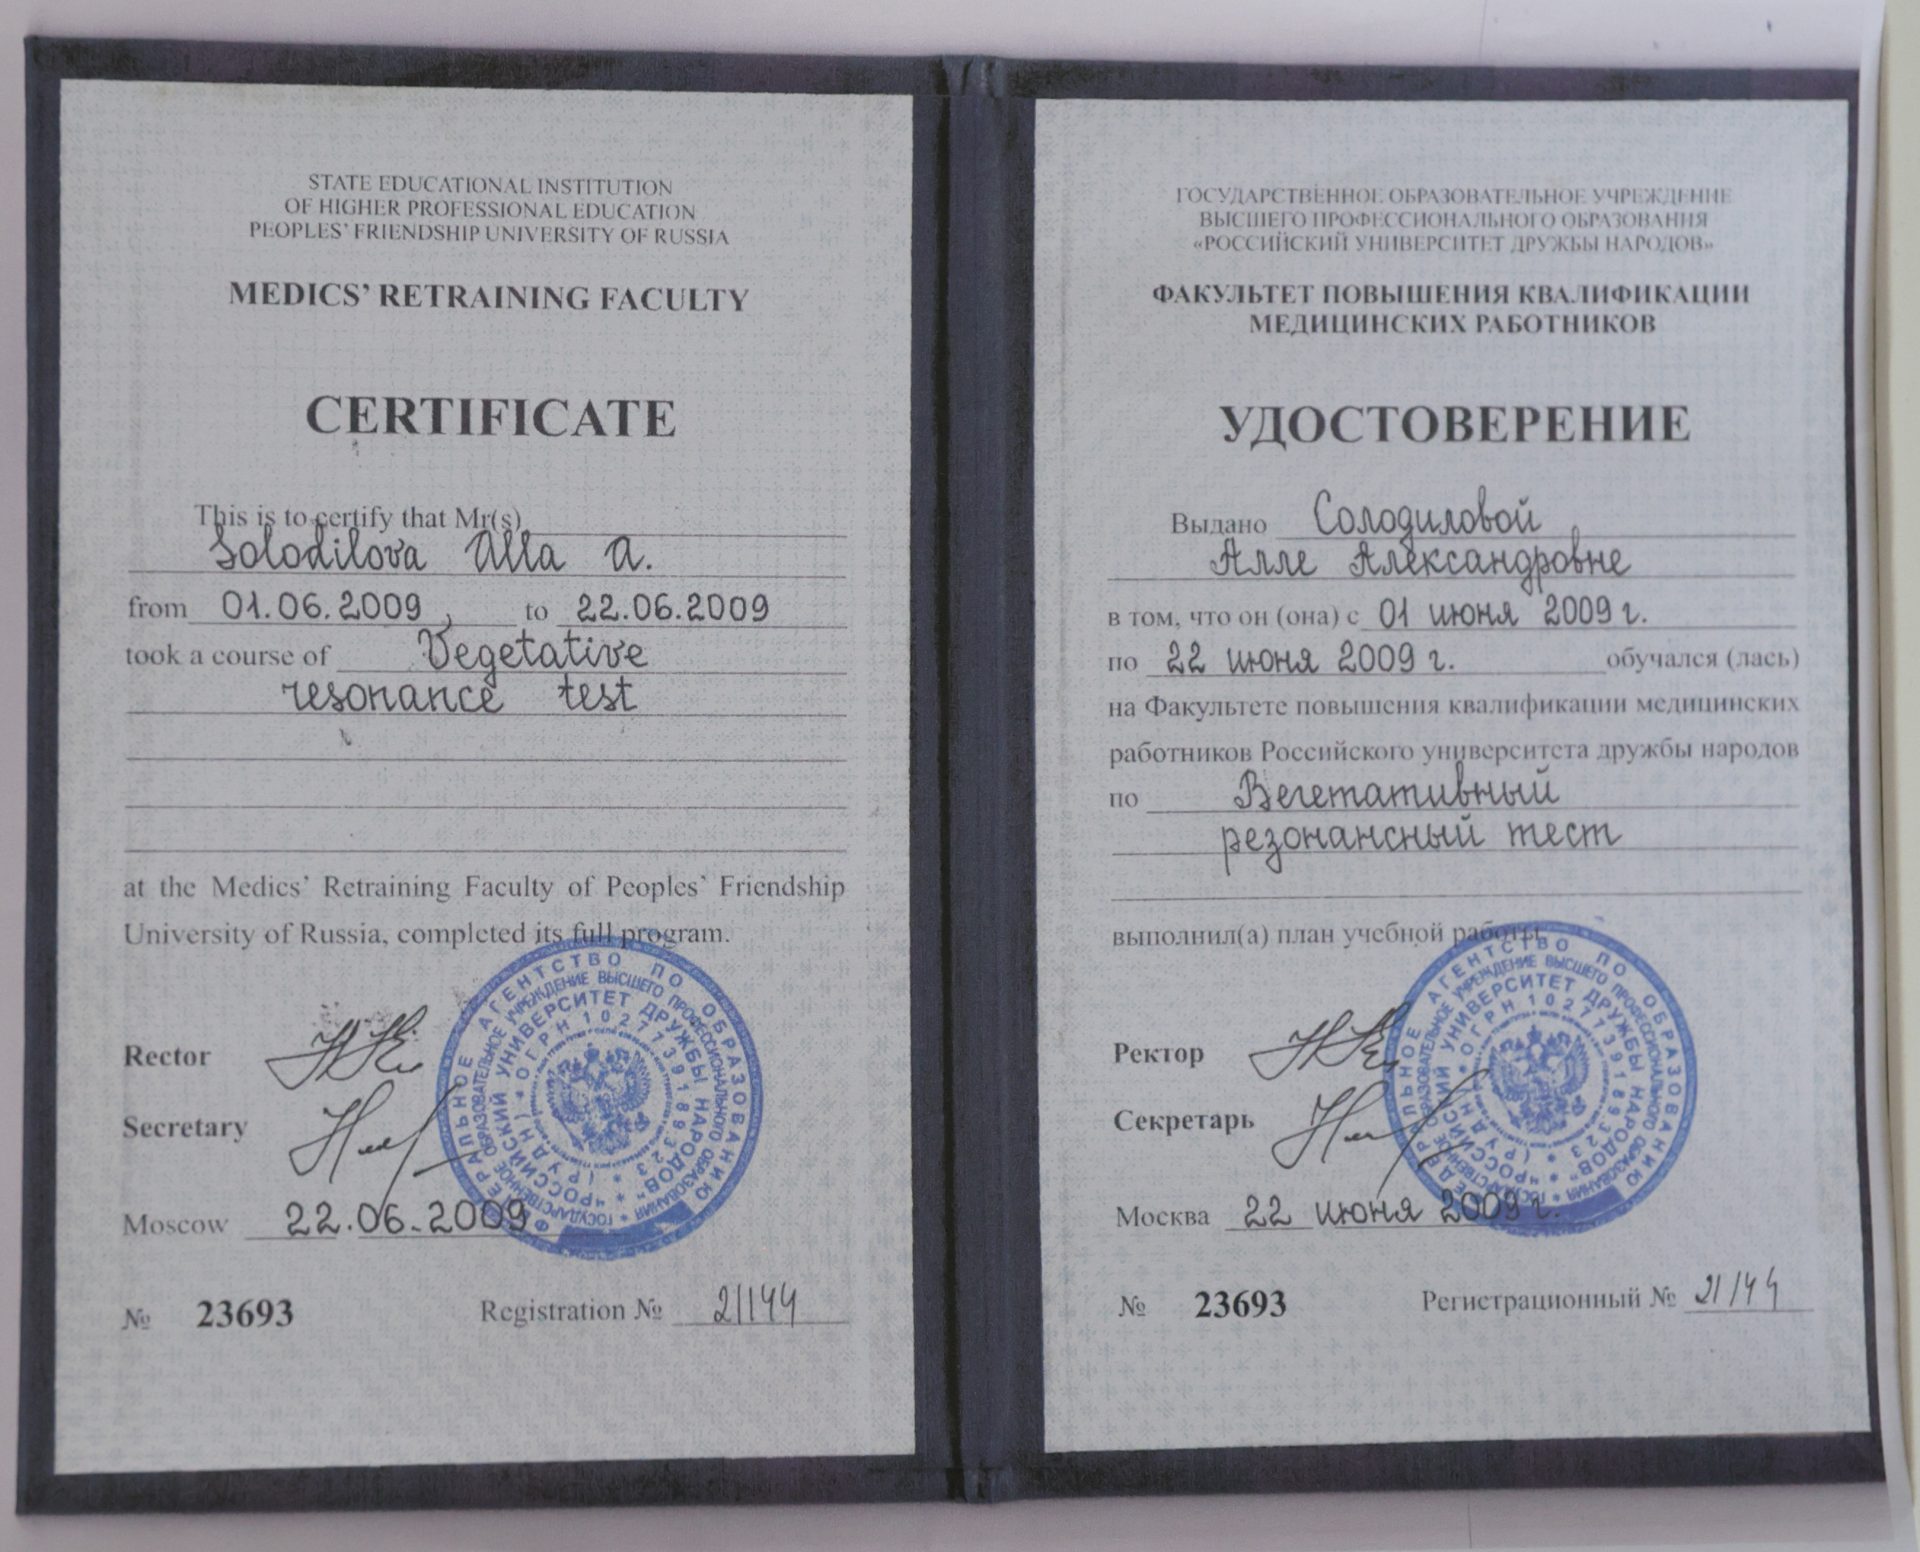 STATE EDUCATIONAL INSTITUTION
OF HIGHER PROFESSIONAL EDUCATION
PEOPLES' FRIENDSHIP UNIVERSITY OF RUSSIA
MEDICS' RETRAINING FACULTY
CERTIFICATE
This is to certify that Mr(s)
Solodilova Alla A.
from 01.06.2009, to 22.06.2009
took a course of Vegetative
resonance test
at the Medics' Retraining Faculty of Peoples' Friendship
University of Russia, completed its full program.
Rector
Secretary
Moscow 22.06.2009
№ 23693 Registration № 21/44
ГОСУДАРСТВЕННОЕ ОБРАЗОВАТЕЛЬНОЕ УЧРЕЖДЕНИЕ
ВЫСШЕГО ПРОФЕССИОНАЛЬНОГО ОБРАЗОВАНИЯ
«РОССИЙСКИЙ УНИВЕРСИТЕТ ДРУЖБЫ НАРОДОВ»
ФАКУЛЬТЕТ ПОВЫШЕНИЯ КВАЛИФИКАЦИИ
МЕДИЦИНСКИХ РАБОТНИКОВ
УДОСТОВЕРЕНИЕ
Выдано Солодиловой
Алле Александровне
в том, что он (она) с 01 июня 2009 г.
по 22 июня 2009 г. обучался (лась)
на Факультете повышения квалификации медицинских
работников Российского университета дружбы народов
по Вегетативный
резонансный тест
выполнил(а) план учебной работы.
Ректор
Секретарь
Москва 22 июня 2009 г.
№ 23693 Регистрационный № 21/44